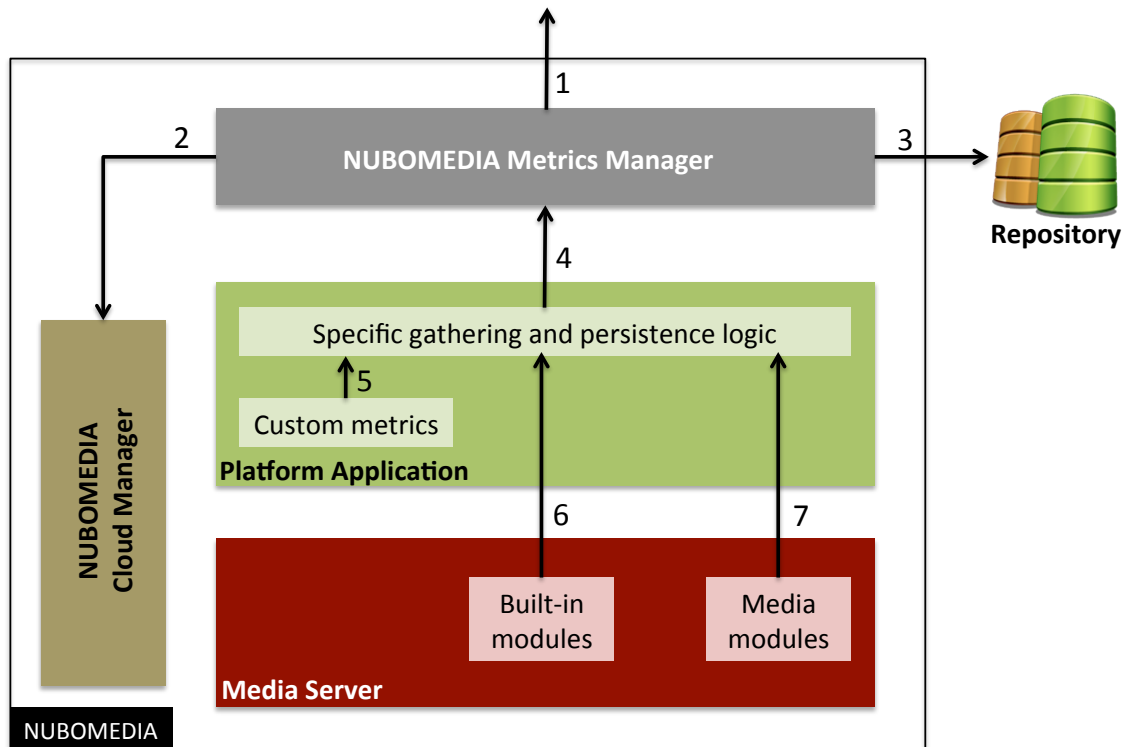 1
2
NUBOMEDIA Metrics Manager
3
Repository
4
Specific gathering and persistence logic
5
Custom metrics
Platform Application
NUBOMEDIA
Cloud Manager
6
7
Built-in
modules
Media
modules
Media Server
NUBOMEDIA